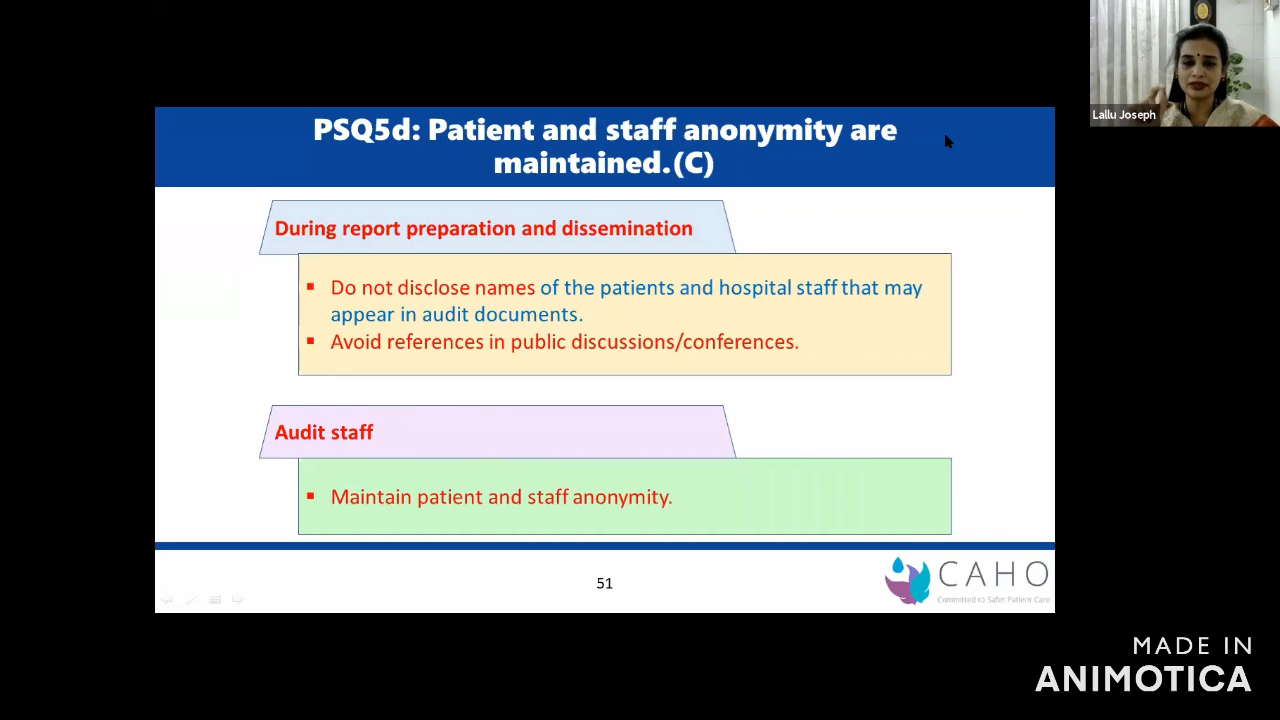 Lallu Joseph
PSQ5d: Patient and staff anonymity are
maintained.(C)
During report preparation and dissemination
▪ Do not disclose names of the patients and hospital staff that may
appear in audit documents.
▪ Avoid references in public discussions/conferences.
Audit staff
▪ Maintain patient and staff anonymity.
51
CAHO
Committed to Safer Patient Care
MADE IN
ANIMOTICA